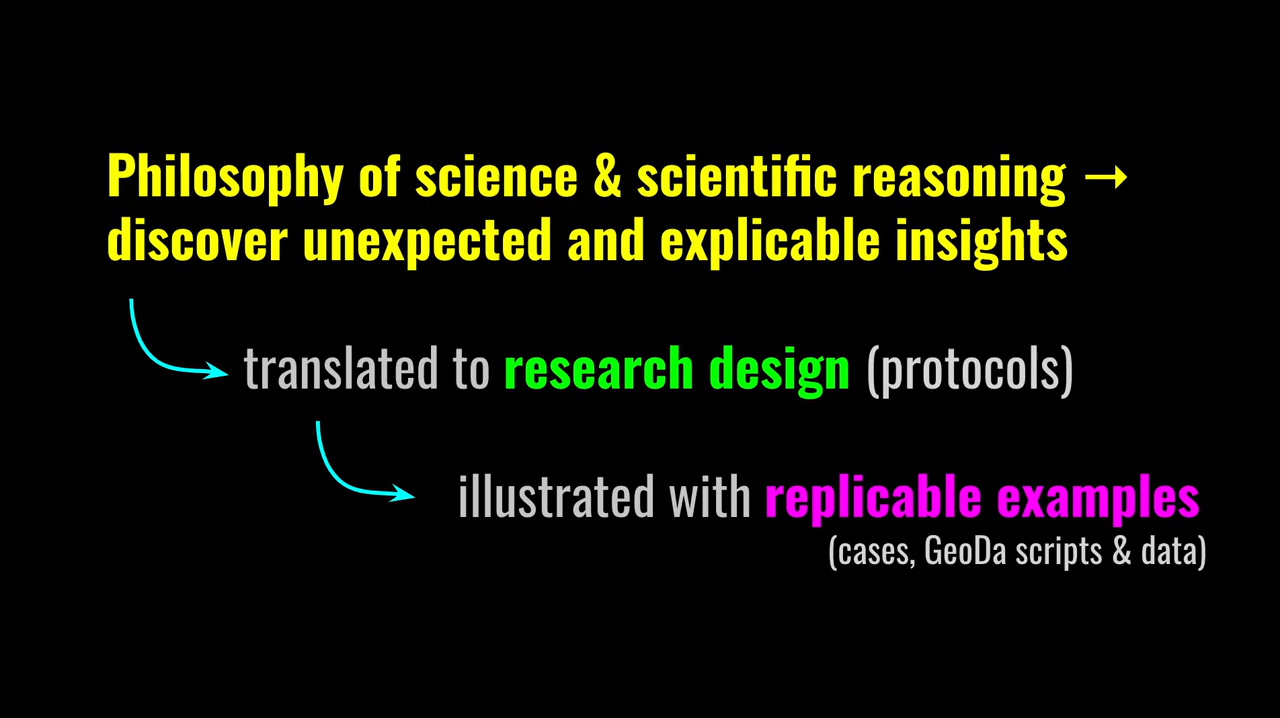 Philosophy of science & scientific reasoning →
discover unexpected and explicable insights
translated to research design (protocols)
illustrated with replicable examples
(cases, GeoDa scripts & data)